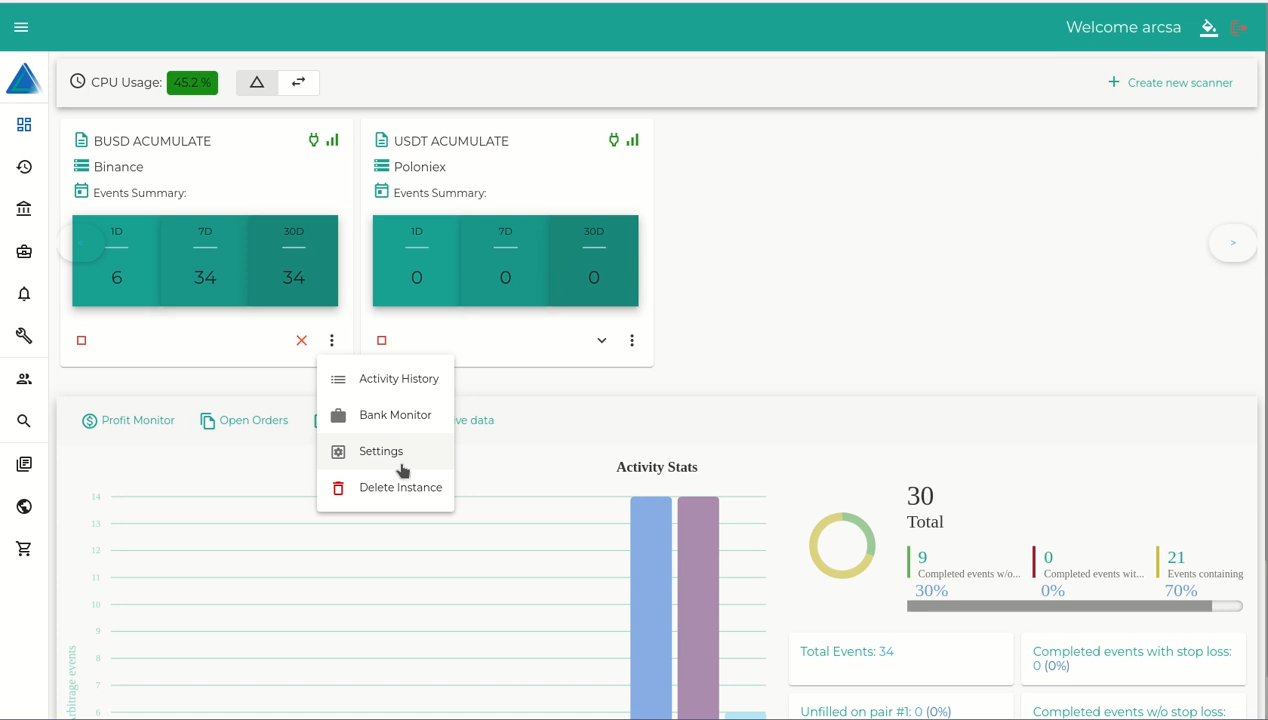 Welcome arcsa
CPU Usage: 45.2 %
Create new scanner
BUSD ACUMULATE
Binance
Events Summary:
1D 7D 30D
6 34 34
USDT ACUMULATE
Poloniex
Events Summary:
1D 7D 30D
0 0 0
>
Activity History
Bank Monitor
Settings
Delete Instance
Profit Monitor
Open Orders
ve data
Activity Stats
14
13
12
11
10
9
8
7
6
rbitrage events
30
Total
9
Completed events w/o...
30%
0
Completed events wit...
0%
21
Events containing
70%
Total Events: 34
Completed events with stop loss:
0 (0%)
Unfilled on pair #1: 0 (0%)
Completed events w/o stop loss: